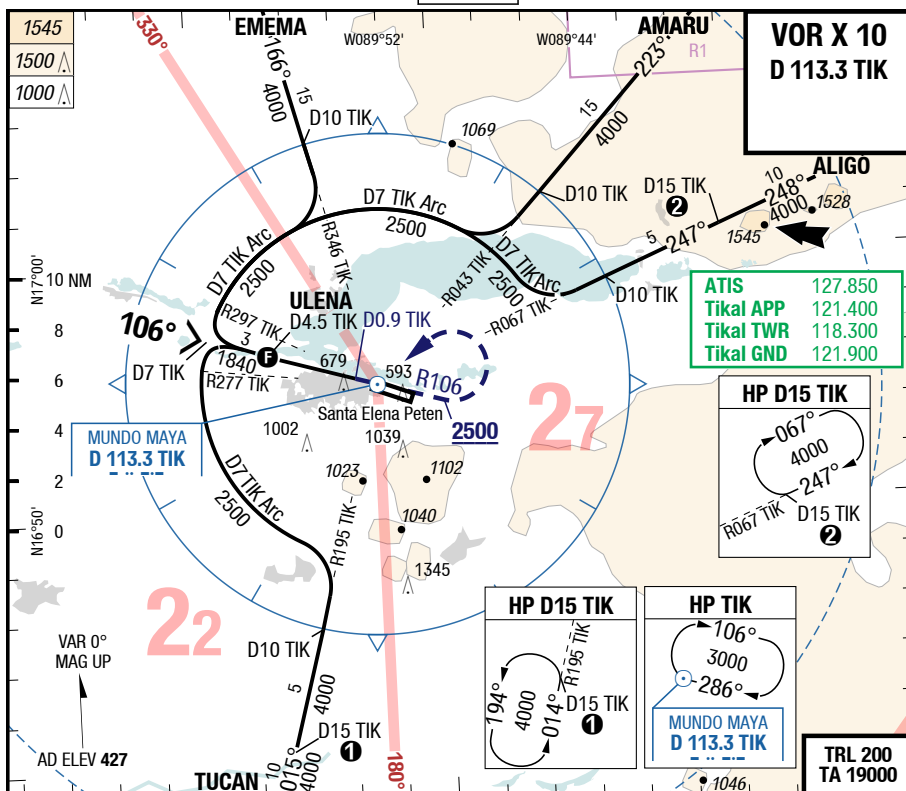 1545
1500
1000
330°
EMEMA
166°
4000
15
D10 TIK
W089°52'
W089°44'
AMARU
223°
R1
15
4000
D10 TIK
VOR X 10
D 113.3 TIK
1069
ALIGO
10
248°
4000
1528
1545
D15 TIK
2
247°
5
D10 TIK
D7 TIK Arc
2500
D7 TIK Arc
2500
D7 TIK Arc
2500
R346 TIK
R043 TIK
R067 TIK
N17°00'
10 NM
8
6
4
2
0
N16°50'
ULENA
D4.5 TIK
D0.9 TIK
R297 TIK
106°
3
F
1840
D7 TIK
R277 TIK
679
593
R106
Santa Elena Peten
2500
ATIS 127.850
Tikal APP 121.400
Tikal TWR 118.300
Tikal GND 121.900
MUNDO MAYA
D 113.3 TIK
1002
1039
1023
1102
1040
1345
27
22
D7 TIK Arc
2500
R195 TIK
D10 TIK
5
4000
D15 TIK
1
10
015°
4000
TUCAN
180°
HP D15 TIK
067°
4000
247°
R067 TIK
D15 TIK
2
HP D15 TIK
R195 TIK
194°
4000
014°
D15 TIK
1
HP TIK
106°
3000
286°
MUNDO MAYA
D 113.3 TIK
VAR 0°
MAG UP
AD ELEV 427
1046
TRL 200
TA 19000